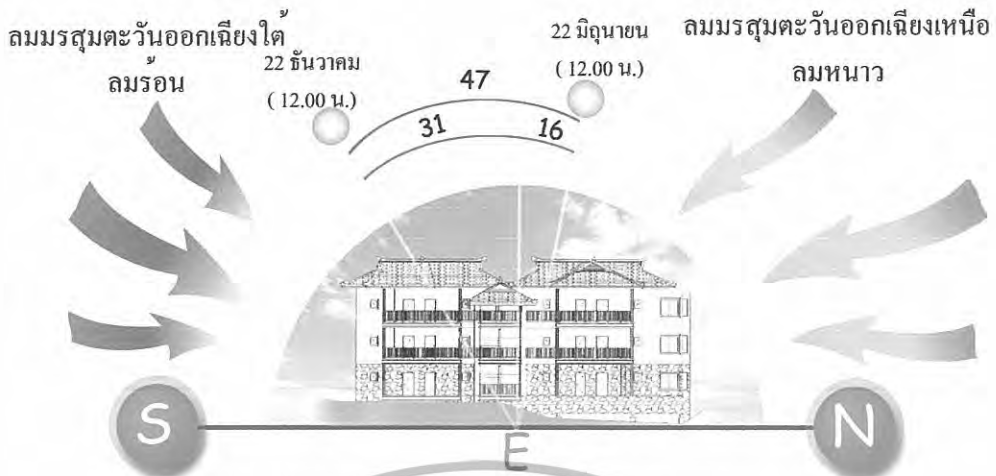 ลมมรสุมตะวันออกเฉียงใต้
ลมร้อน
22 ธันวาคม
( 12.00 น.)
47
31
16
22 มิถุนายน
( 12.00 น.)
ลมมรสุมตะวันออกเฉียงเหนือ
ลมหนาว
S
E
N